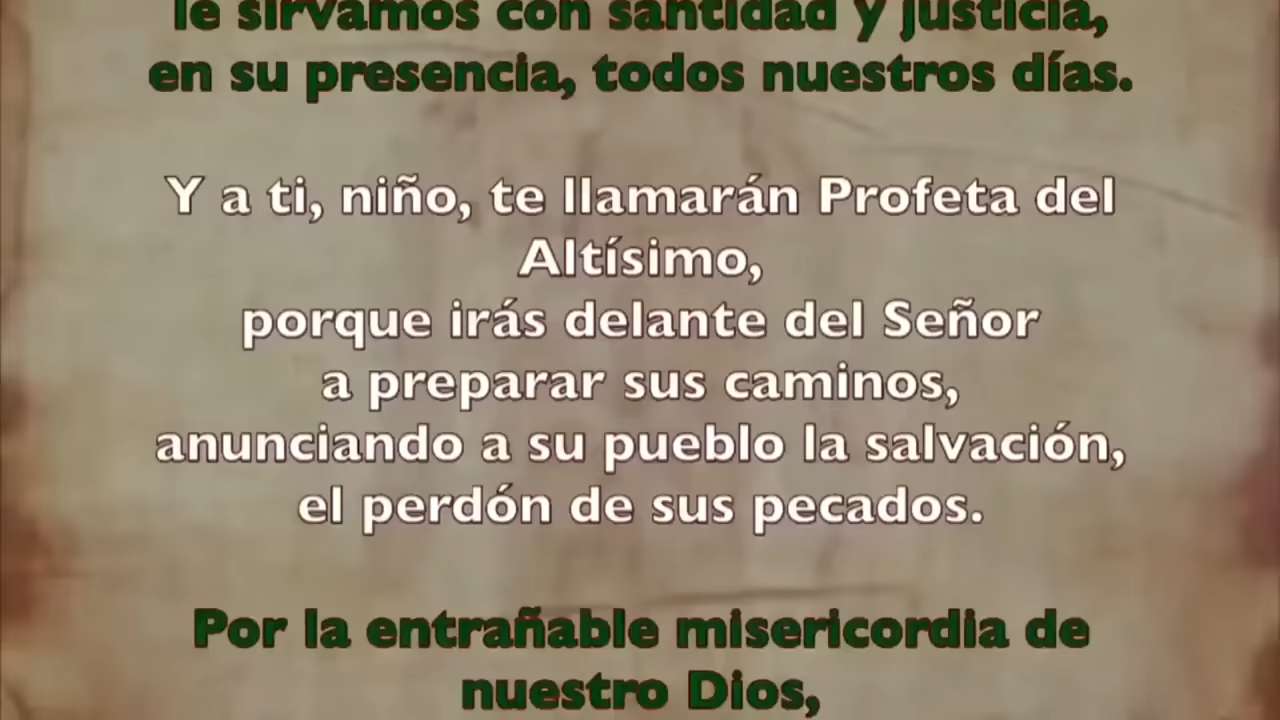 le sirvamos con santidad y justicia,
en su presencia, todos nuestros días.
Y a ti, niño, te llamarán Profeta del
Altísimo,
porque irás delante del Señor
a preparar sus caminos,
anunciando a su pueblo la salvación,
el perdón de sus pecados.
Por la entrañable misericordia de
nuestro Dios,